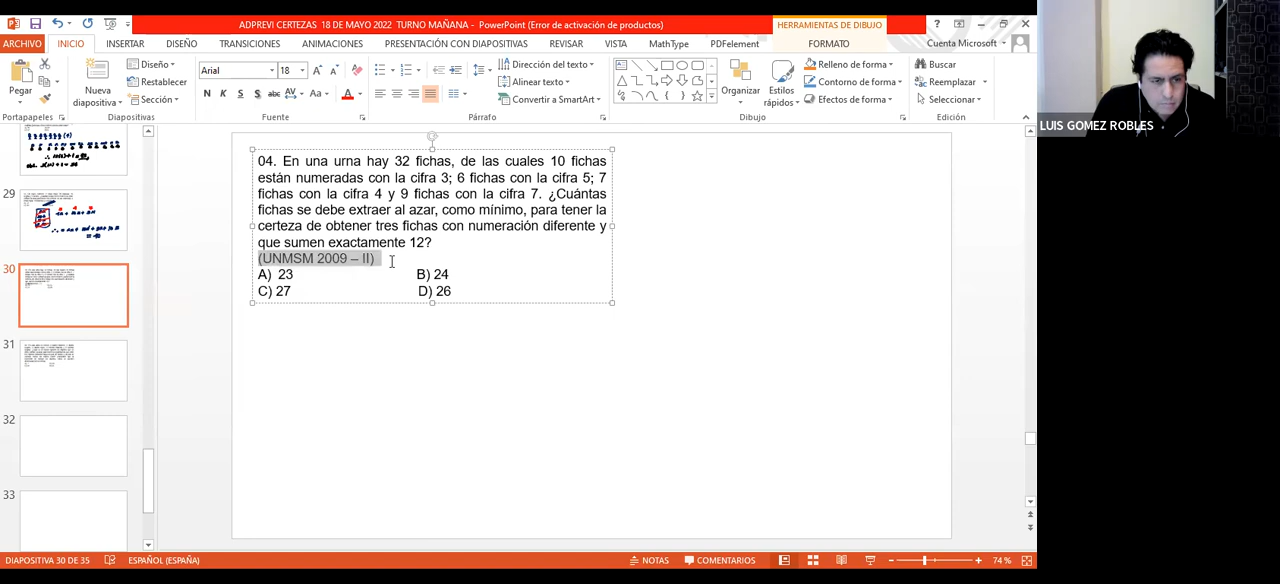 ADPREVI CERTEZAS 18 DE MAYO 2022 TURNO MAÑANA - PowerPoint (Error de activación de productos)
HERRAMIENTAS DE DIBUJO
ARCHIVO INICIO INSERTAR DISEÑO TRANSICIONES ANIMACIONES PRESENTACIÓN CON DIAPOSITIVAS REVISAR VISTA MathType PDFelement FORMATO Cuenta Microsoft
Pegar
Nueva diapositiva
Diseño
Restablecer
Sección
Arial 18
N K S S abc AV Aa A
Dirección del texto
Alinear texto
Convertir a SmartArt
Organizar
Estilos rápidos
Relleno de forma
Contorno de forma
Efectos de forma
Buscar
Reemplazar
Seleccionar
Portapapeles Diapositivas Fuente Párrafo Dibujo Edición
LUIS GOMEZ ROBLES
29
30
31
32
33
04. En una urna hay 32 fichas, de las cuales 10 fichas
están numeradas con la cifra 3; 6 fichas con la cifra 5; 7
fichas con la cifra 4 y 9 fichas con la cifra 7. ¿Cuántas
fichas se debe extraer al azar, como mínimo, para tener la
certeza de obtener tres fichas con numeración diferente y
que sumen exactamente 12?
(UNMSM 2009 – II)
A) 23 B) 24
C) 27 D) 26
DIAPOSITIVA 30 DE 35 ESPAÑOL (ESPAÑA) NOTAS COMENTARIOS 74 %